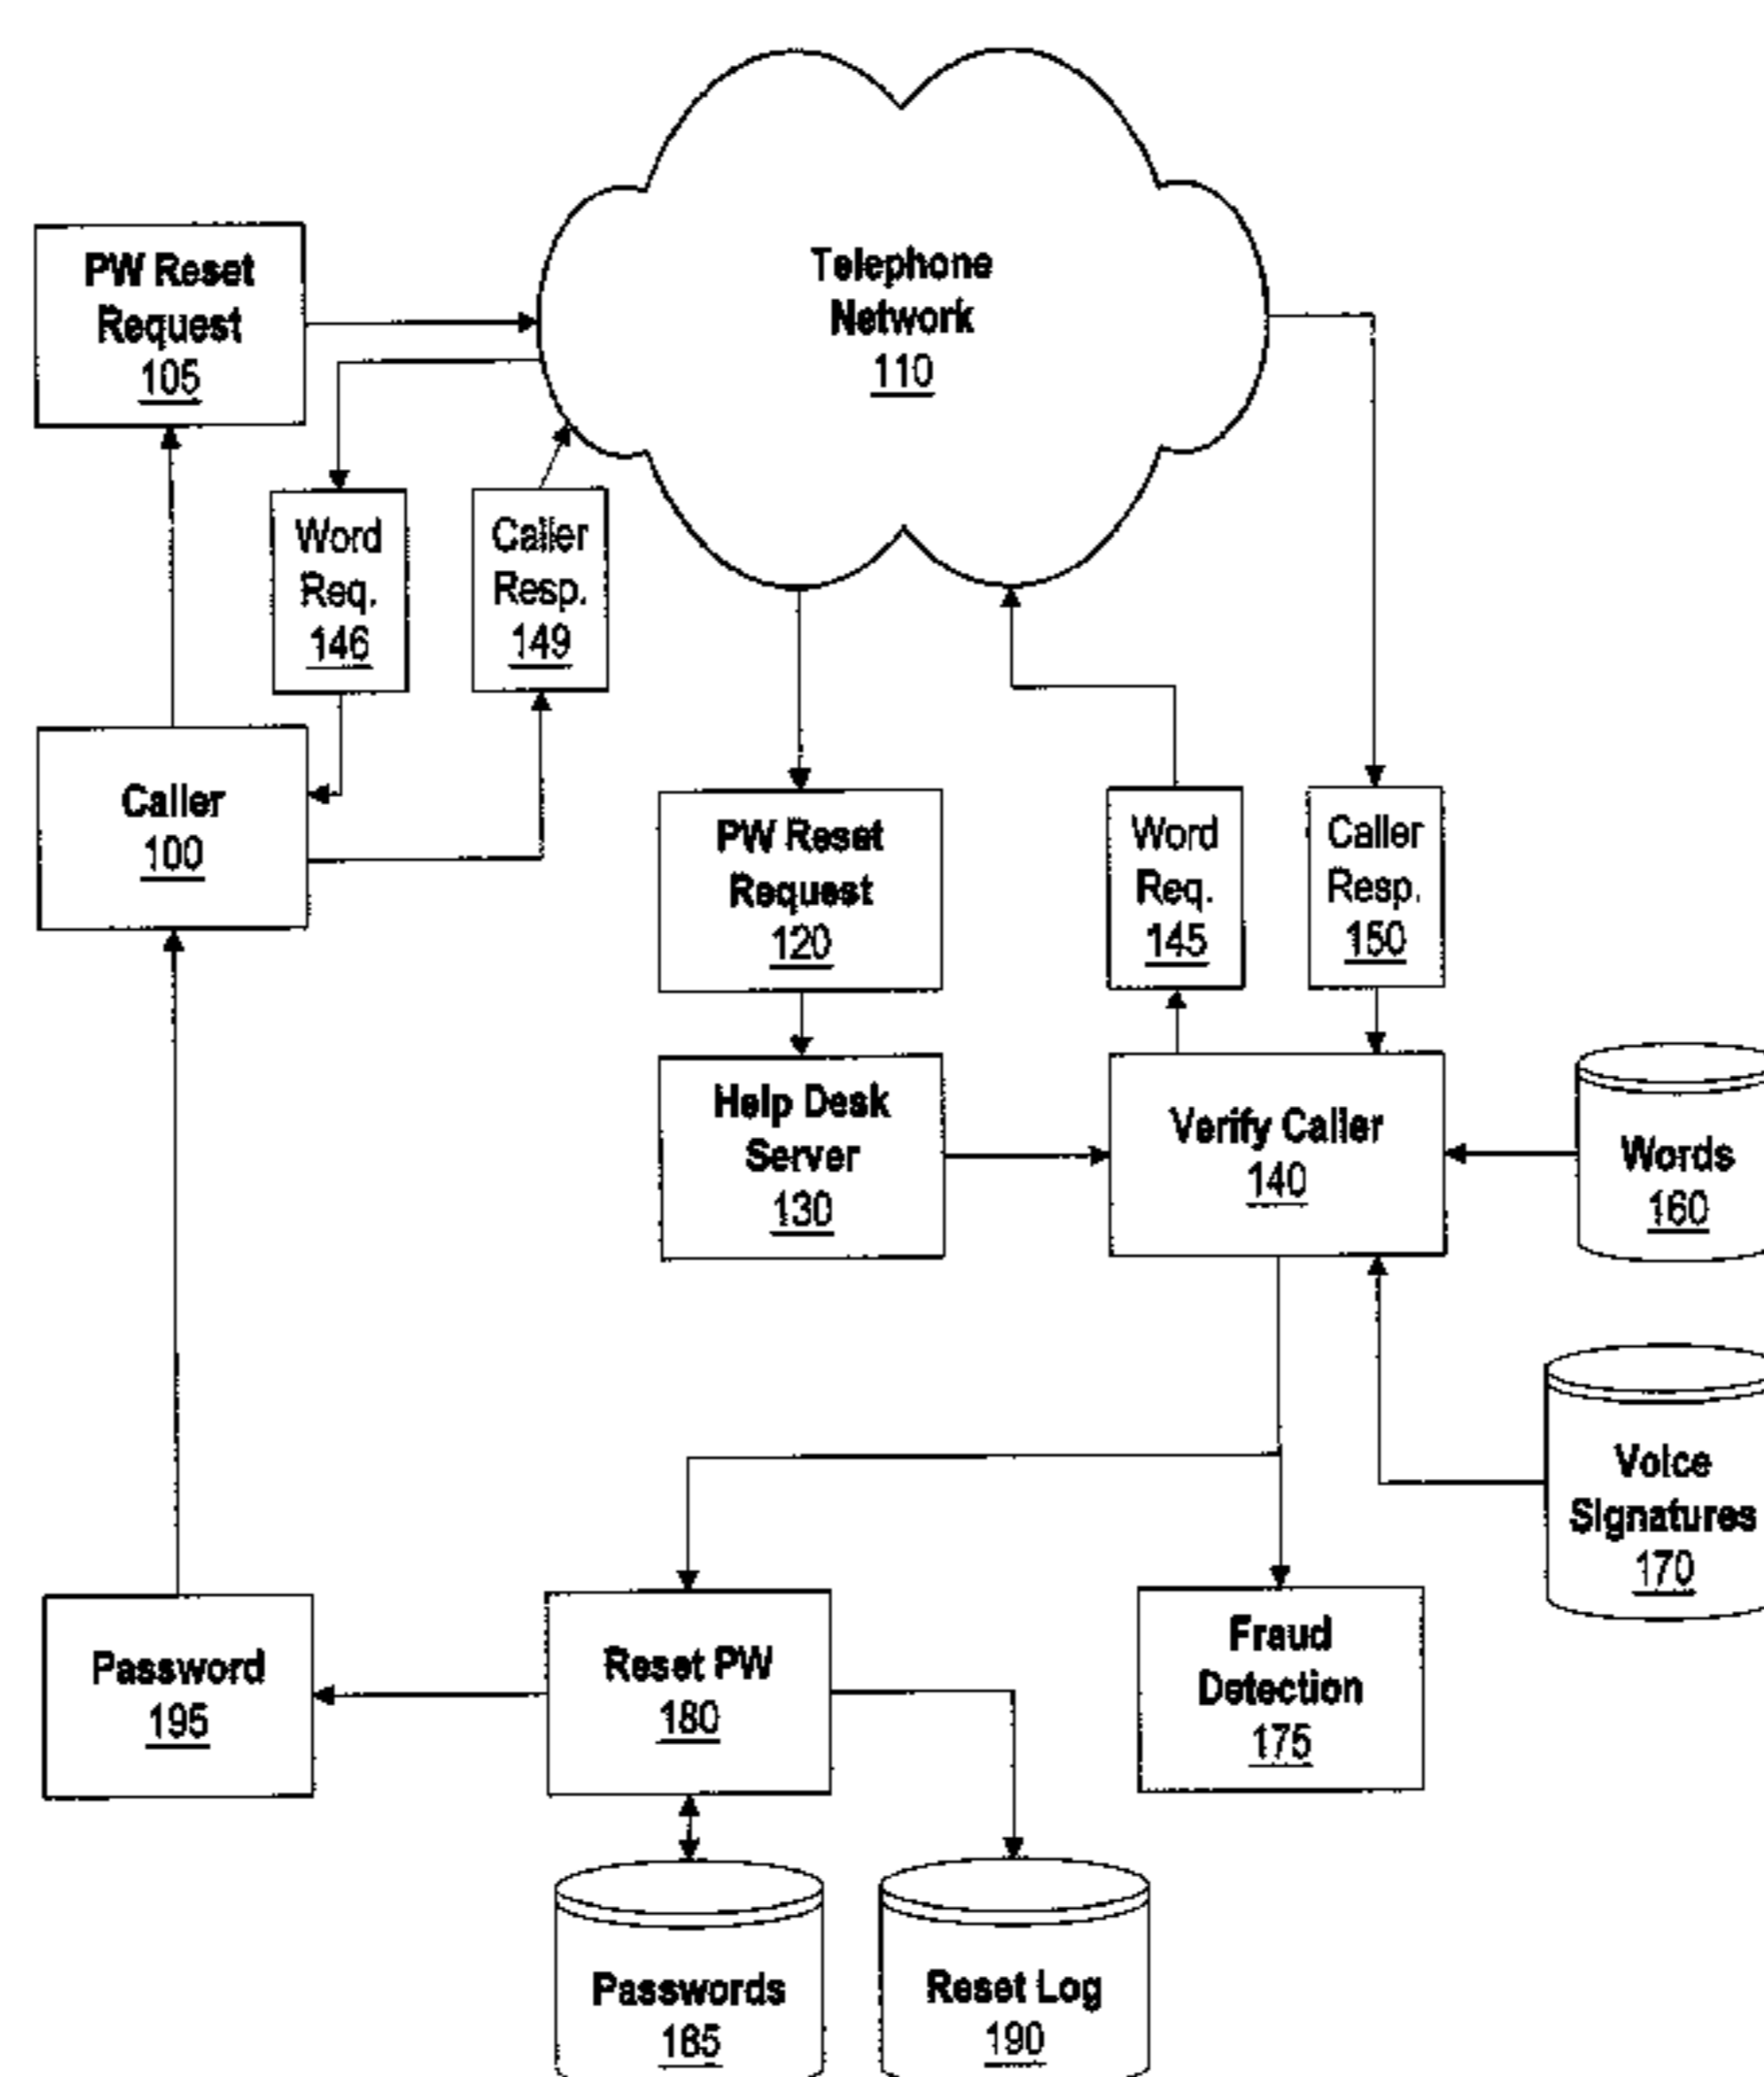 Telephone
Network
110
PW Reset
Request
105
Word
Req.
146
Caller
Resp.
149
Caller
100
PW Reset
Request
120
Word
Req.
145
Caller
Resp.
150
Help Desk
Server
130
Verify Caller
140
Words
160
Voice
Signatures
170
Password
195
Reset PW
180
Fraud
Detection
175
Passwords
185
Reset Log
190